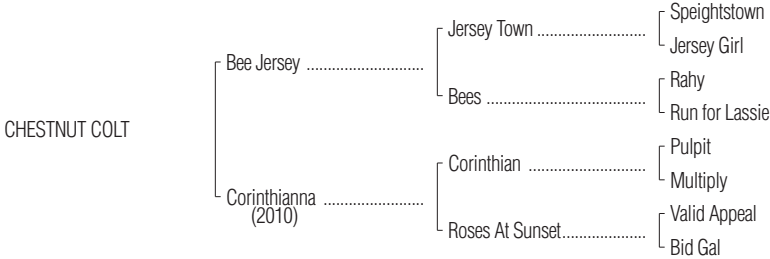 Speightstown
Jersey Town ..........................
Jersey Girl
Bee Jersey ............................
Rahy
Bees ......................................
Run for Lassie
CHESTNUT COLT
Pulpit
Corinthian ............................
Multiply
Corinthianna ........................
(2010)
Valid Appeal
Roses At Sunset....................
Bid Gal